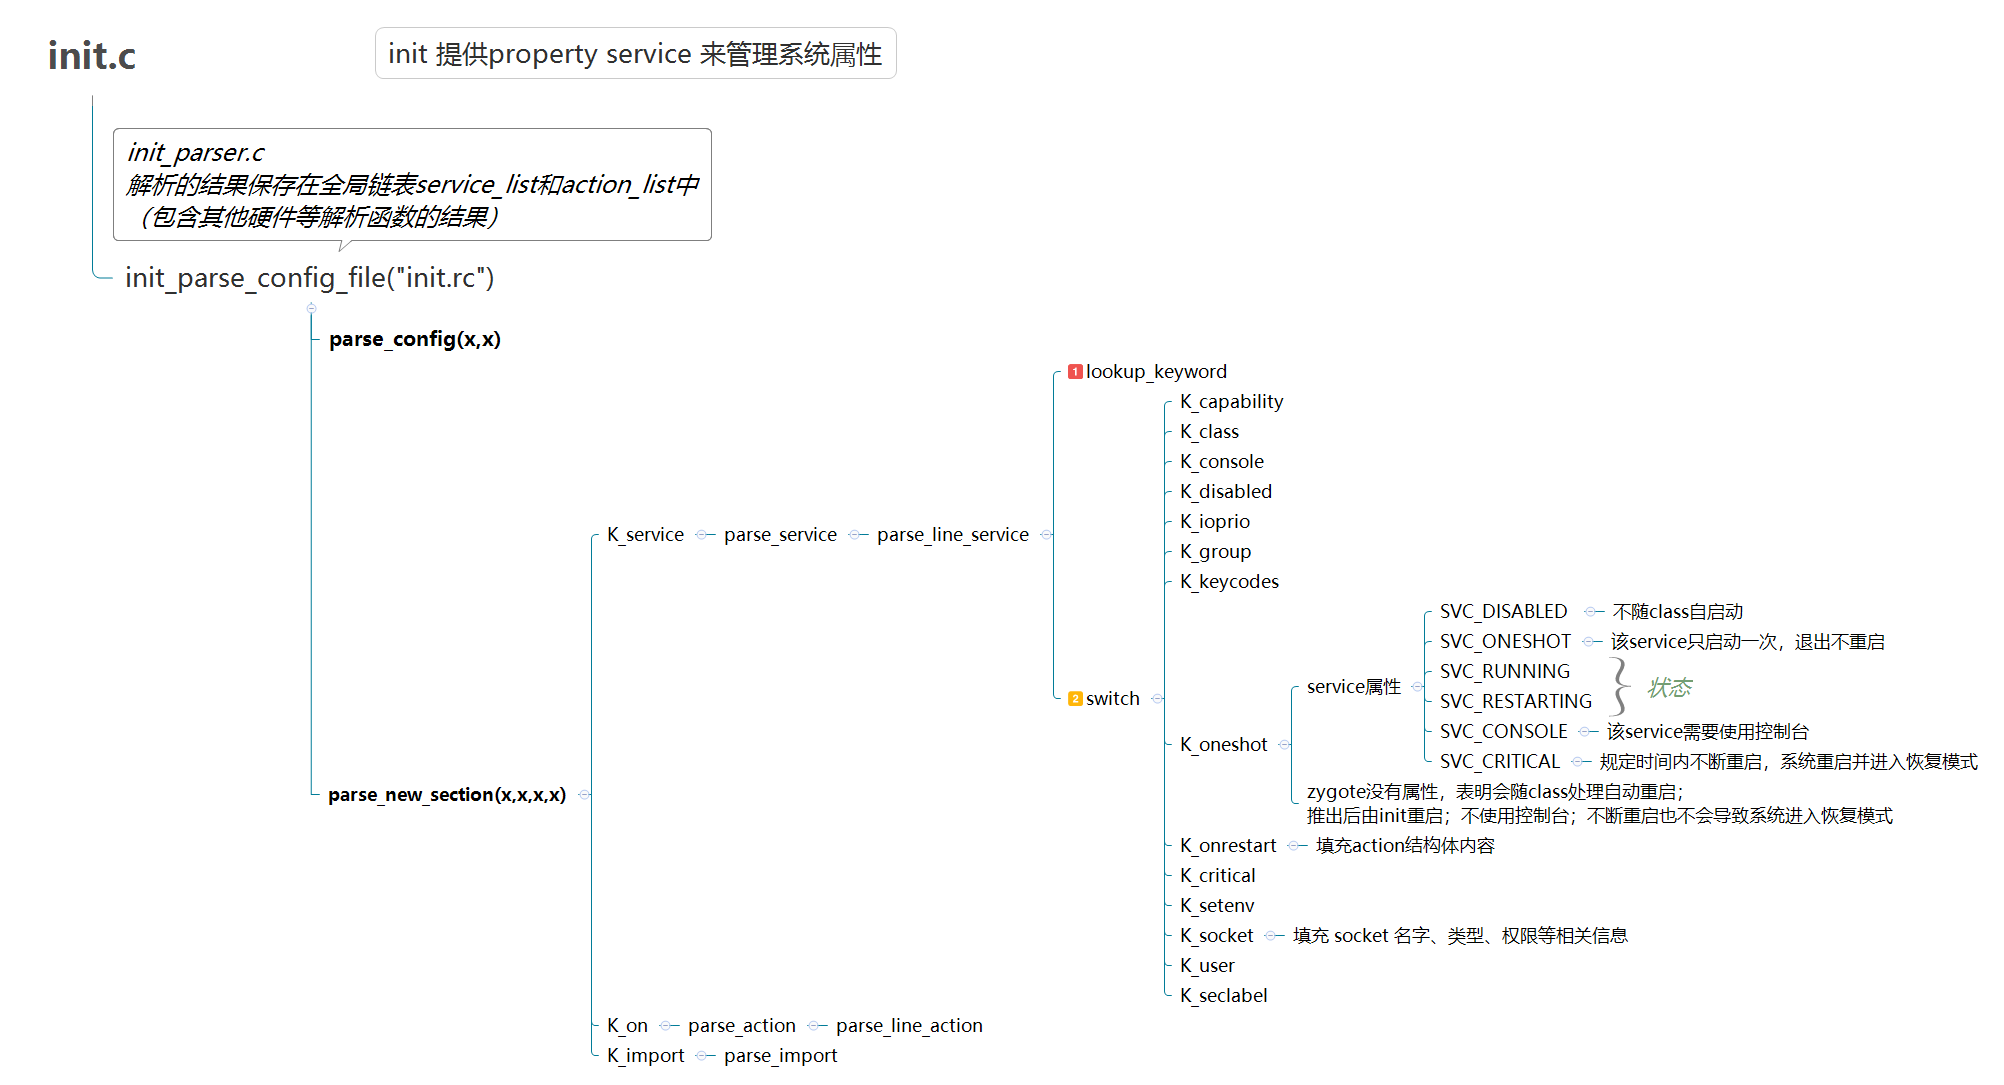 init.c
init 提供property service 来管理系统属性
init_parser.c
解析的结果保存在全局链表service_list和action_list中
（包含其他硬件等解析函数的结果）
init_parse_config_file("init.rc")
parse_config(x,x)
parse_new_section(x,x,x,x)
K_service
parse_service
parse_line_service
1
lookup_keyword
2
switch
K_capability
K_class
K_console
K_disabled
K_ioprio
K_group
K_keycodes
K_oneshot
service属性
SVC_DISABLED
不随class自启动
SVC_ONESHOT
该service只启动一次，退出不重启
SVC_RUNNING
SVC_RESTARTING
状态
SVC_CONSOLE
该service需要使用控制台
SVC_CRITICAL
规定时间内不断重启，系统重启并进入恢复模式
zygote没有属性，表明会随class处理自动重启；
推出后由init重启；不使用控制台；不断重启也不会导致系统进入恢复模式
K_onrestart
填充action结构体内容
K_critical
K_setenv
K_socket
填充 socket 名字、类型、权限等相关信息
K_user
K_seclabel
K_on
parse_action
parse_line_action
K_import
parse_import